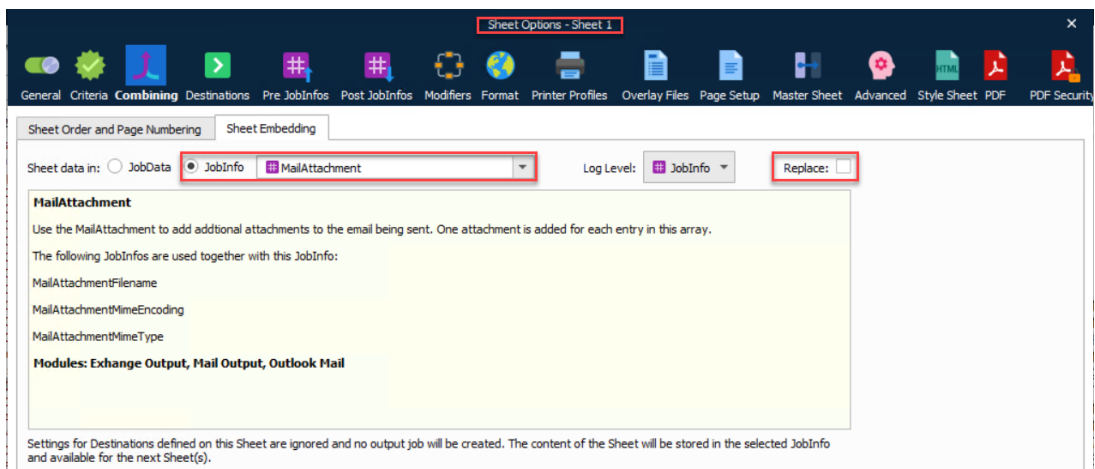 Sheet Options - Sheet 1
General Criteria Combining Destinations Pre JobInfos Post JobInfos Modifiers Format Printer Profiles Overlay Files Page Setup Master Sheet Advanced HTML Style Sheet PDF PDF Security
Sheet Order and Page Numbering Sheet Embedding
Sheet data in: JobData JobInfo # MailAttachment Log Level: # JobInfo Replace:
MailAttachment
Use the MailAttachment to add addtional attachments to the email being sent. One attachment is added for each entry in this array.
The following JobInfos are used together with this JobInfo:
MailAttachmentFilename
MailAttachmentMimeEncoding
MailAttachmentMimeType
Modules: Exhange Output, Mail Output, Outlook Mail
Settings for Destinations defined on this Sheet are ignored and no output job will be created. The content of the Sheet will be stored in the selected JobInfo
and available for the next Sheet(s).